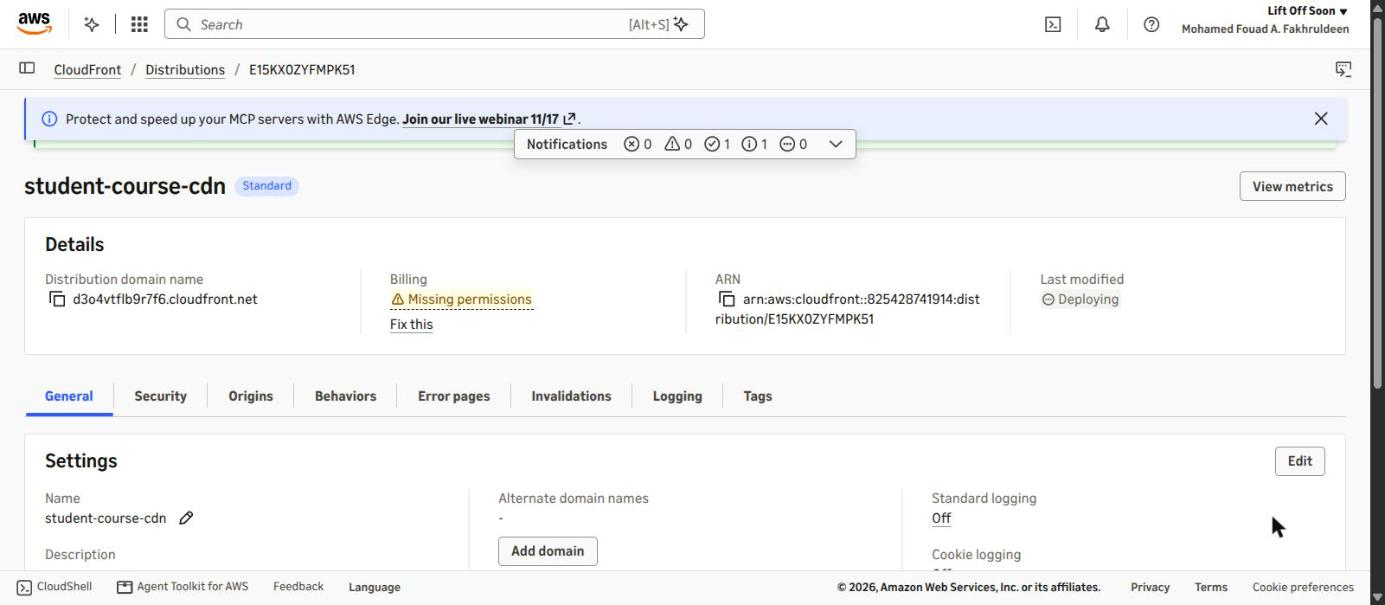 aws
Search
[Alt+S]
Lift Off Soon
Mohamed Fouad A. Fakhruldeen
CloudFront / Distributions / E15KX0ZYFMPK51
Protect and speed up your MCP servers with AWS Edge. Join our live webinar 11/17 .
Notifications 0 0 1 1 0
student-course-cdn Standard
View metrics
Details
Distribution domain name
d3o4vtflb9r7f6.cloudfront.net
Billing
Missing permissions
Fix this
ARN
arn:aws:cloudfront::825428741914:dist
ribution/E15KX0ZYFMPK51
Last modified
Deploying
General Security Origins Behaviors Error pages Invalidations Logging Tags
Settings
Edit
Name
student-course-cdn
Description
Alternate domain names
-
Add domain
Standard logging
Off
Cookie logging
CloudShell Agent Toolkit for AWS Feedback Language
© 2026, Amazon Web Services, Inc. or its affiliates. Privacy Terms Cookie preferences